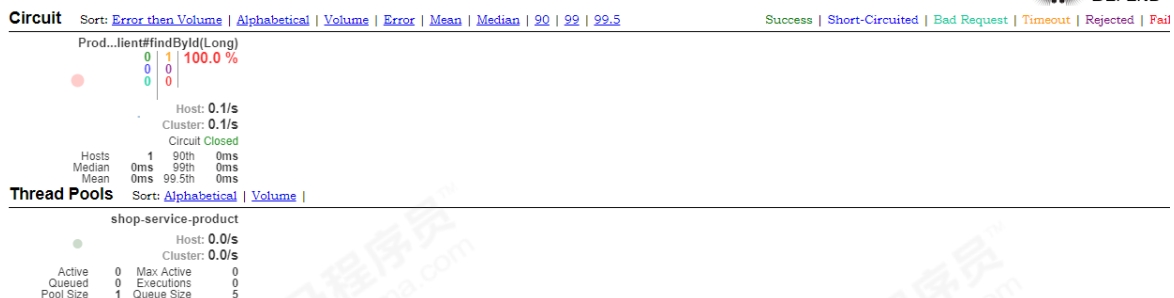 DEFEND
Circuit Sort: Error then Volume | Alphabetical | Volume | Error | Mean | Median | 90 | 99 | 99.5 Success | Short-Circuited | Bad Request | Timeout | Rejected | Fail
Prod...lient#findById(Long)
0 1 100.0 %
0 0
0 0
Host: 0.1/s
Cluster: 0.1/s
Circuit Closed
Hosts 1 90th 0ms
Median 0ms 99th 0ms
Mean 0ms 99.5th 0ms
Thread Pools Sort: Alphabetical | Volume |
shop-service-product
Host: 0.0/s
Cluster: 0.0/s
Active 0 Max Active 0
Queued 0 Executions 0
Pool Size 1 Queue Size 5